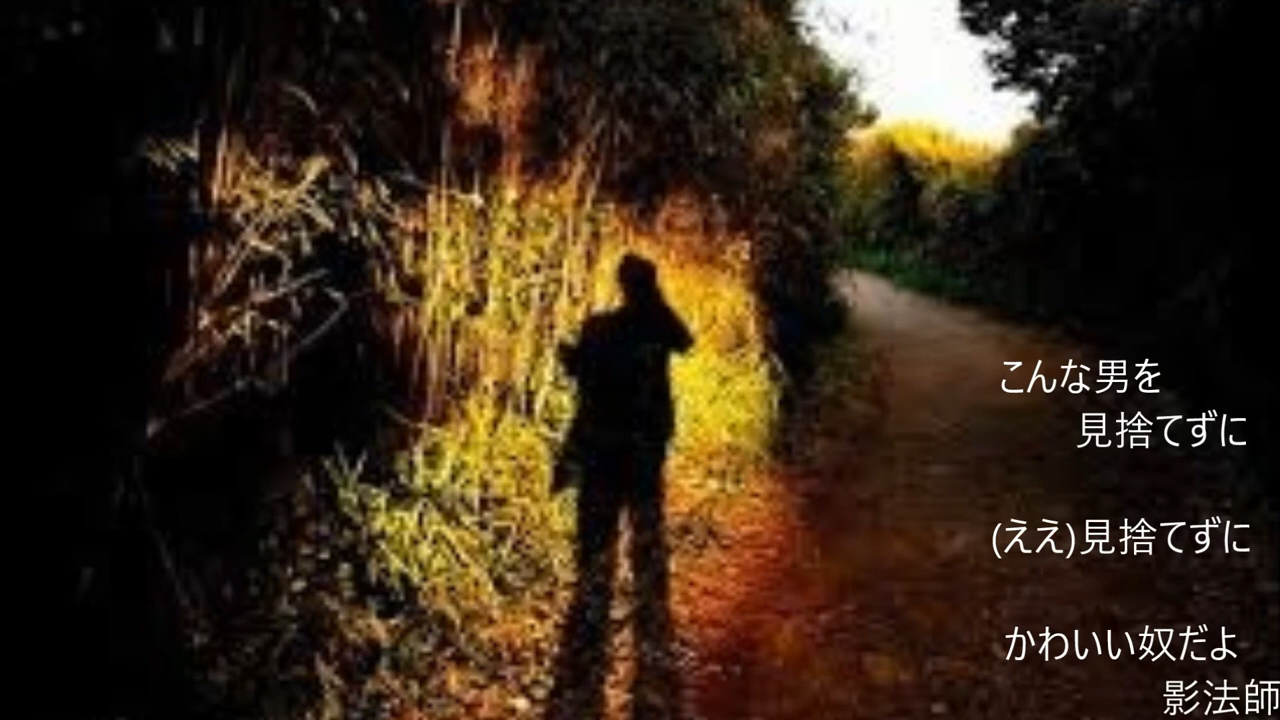 こんな男を
見捨てずに
(ええ)見捨てずに
かわいい奴だよ
影法師